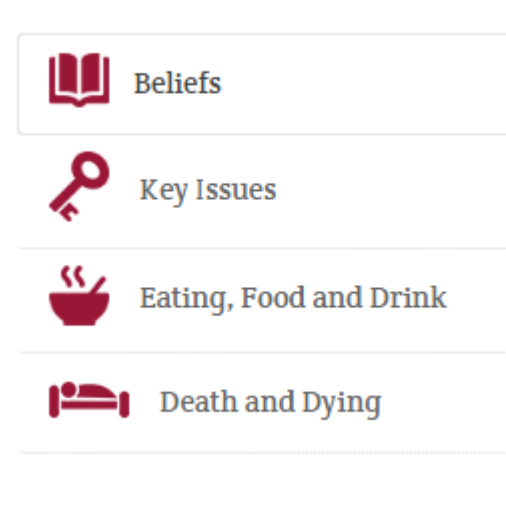 Beliefs
Key Issues
Eating, Food and Drink
Death and Dying